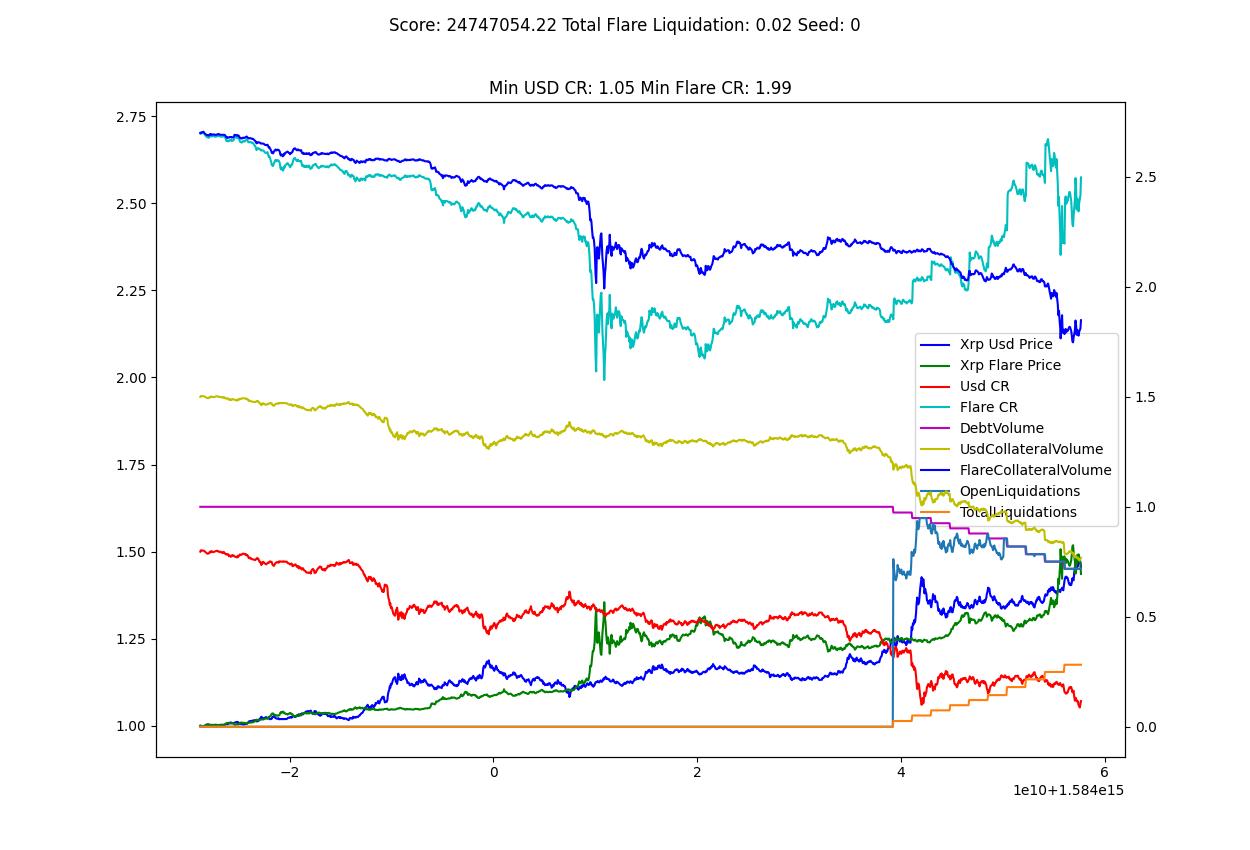 Score: 24747054.22 Total Flare Liquidation: 0.02 Seed: 0
Min USD CR: 1.05 Min Flare CR: 1.99
2.75
2.50
2.25
2.00
1.75
1.50
1.25
1.00
2.5
2.0
1.5
1.0
0.5
0.0
Xrp Usd Price
Xrp Flare Price
Usd CR
Flare CR
DebtVolume
UsdCollateralVolume
FlareCollateralVolume
OpenLiquidations
TotalLiquidations
−2
0
2
4
6
1e10+1.584e15